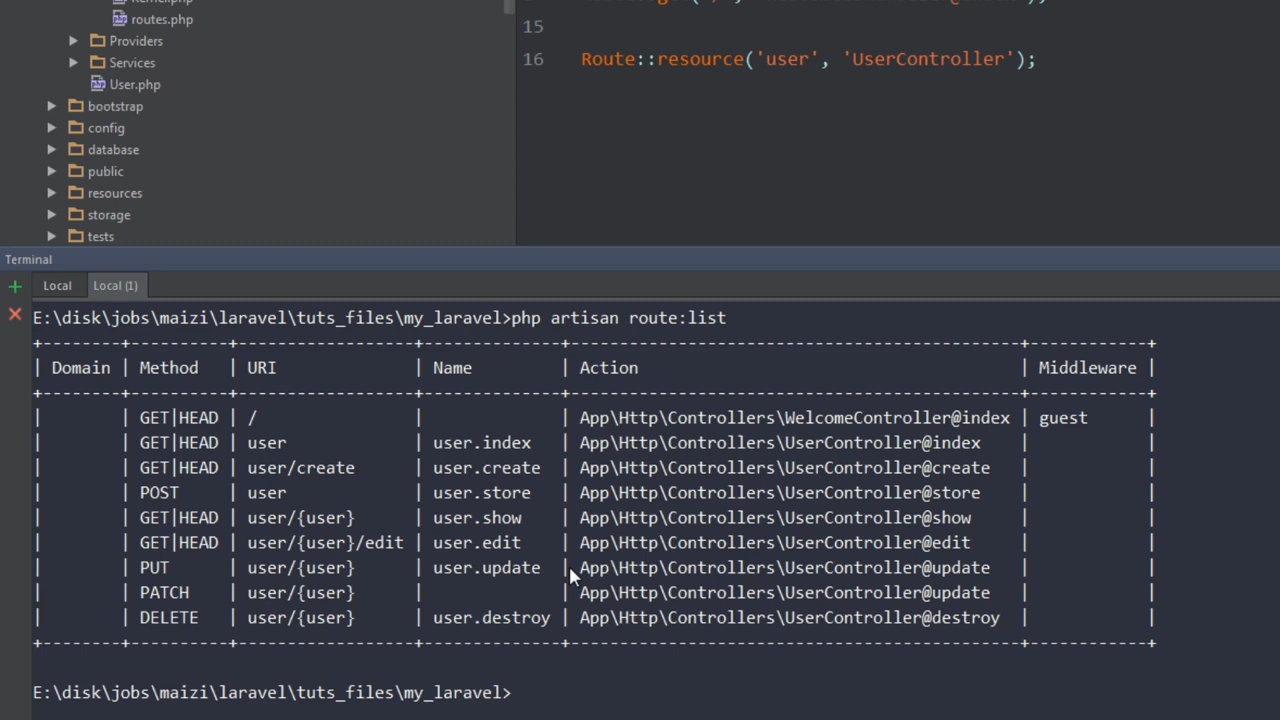 routes.php
Providers
Services
User.php
bootstrap
config
database
public
resources
storage
tests
15
16 Route::resource('user', 'UserController');
Terminal
Local Local (1)
E:\disk\jobs\maizi\laravel\tuts_files\my_laravel>php artisan route:list
+--------+----------+------------------+--------------+----------------------------------------------+------------+
| Domain | Method | URI | Name | Action | Middleware |
+--------+----------+------------------+--------------+----------------------------------------------+------------+
| | GET|HEAD | / | | App\Http\Controllers\WelcomeController@index | guest |
| | GET|HEAD | user | user.index | App\Http\Controllers\UserController@index | |
| | GET|HEAD | user/create | user.create | App\Http\Controllers\UserController@create | |
| | POST | user | user.store | App\Http\Controllers\UserController@store | |
| | GET|HEAD | user/{user} | user.show | App\Http\Controllers\UserController@show | |
| | GET|HEAD | user/{user}/edit | user.edit | App\Http\Controllers\UserController@edit | |
| | PUT | user/{user} | user.update | App\Http\Controllers\UserController@update | |
| | PATCH | user/{user} | | App\Http\Controllers\UserController@update | |
| | DELETE | user/{user} | user.destroy | App\Http\Controllers\UserController@destroy | |
+--------+----------+------------------+--------------+----------------------------------------------+------------+
E:\disk\jobs\maizi\laravel\tuts_files\my_laravel>